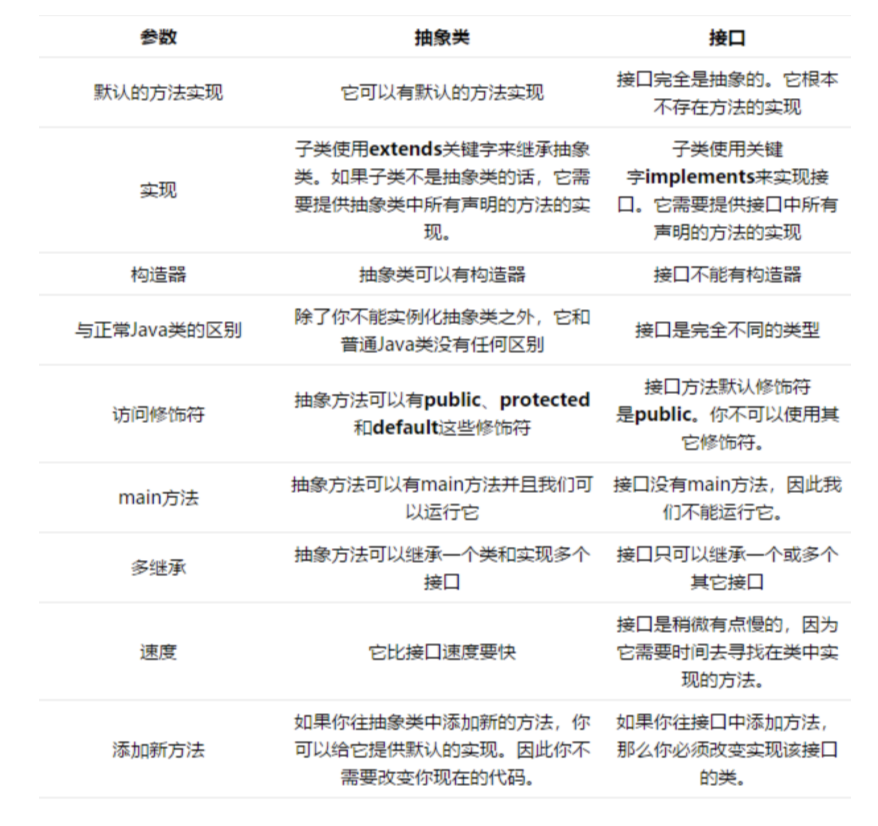 参数 抽象类 接口
默认的方法实现 它可以有默认的方法实现 接口完全是抽象的。它根本
不存在方法的实现
实现
子类使用extends关键字来继承抽象
类。如果子类不是抽象类的话，它需
要提供抽象类中所有声明的方法的实
现。
子类使用关键
字implements来实现接
口。它需要提供接口中所有
声明的方法的实现
构造器 抽象类可以有构造器 接口不能有构造器
与正常Java类的区别
除了你不能实例化抽象类之外，它和
普通Java类没有任何区别
接口是完全不同的类型
访问修饰符
抽象方法可以有public、protected
和default这些修饰符
接口方法默认修饰符
是public。你不可以使用其
它修饰符。
main方法
抽象方法可以有main方法并且我们可
以运行它
接口没有main方法，因此我
们不能运行它。
多继承
抽象方法可以继承一个类和实现多个
接口
接口只可以继承一个或多个
其它接口
速度
它比接口速度要快
接口是稍微有点慢的，因为
它需要时间去寻找在类中实
现的方法。
添加新方法
如果你往抽象类中添加新的方法，你
可以给它提供默认的实现。因此你不
需要改变你现在的代码。
如果你往接口中添加方法，
那么你必须改变实现该接口
的类。